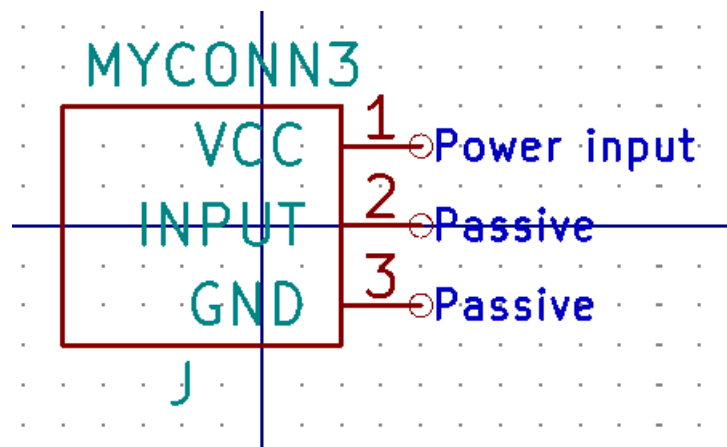 MYCONN3
VCC 1 Power input
INPUT 2 Passive
GND 3 Passive
J